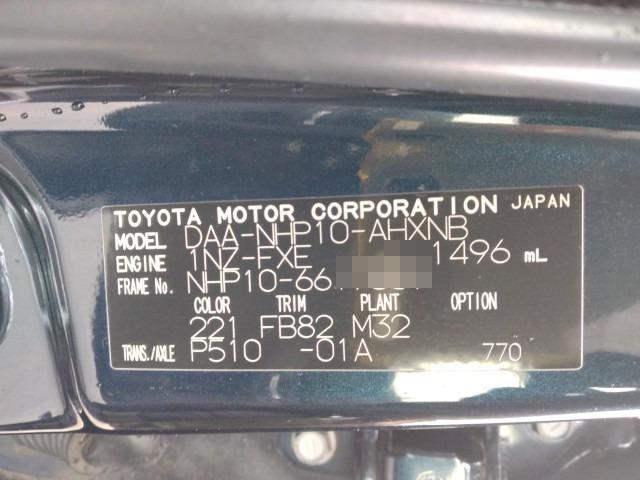 TOYOTA MOTOR CORPORATION JAPAN
MODEL DAA-NHP10-AHXNB
ENGINE 1NZ-FXE 1496 mL
FRAME No. NHP10-66
COLOR TRIM PLANT OPTION
221 FB82 M32
TRANS./AXLE P510 -01A 770